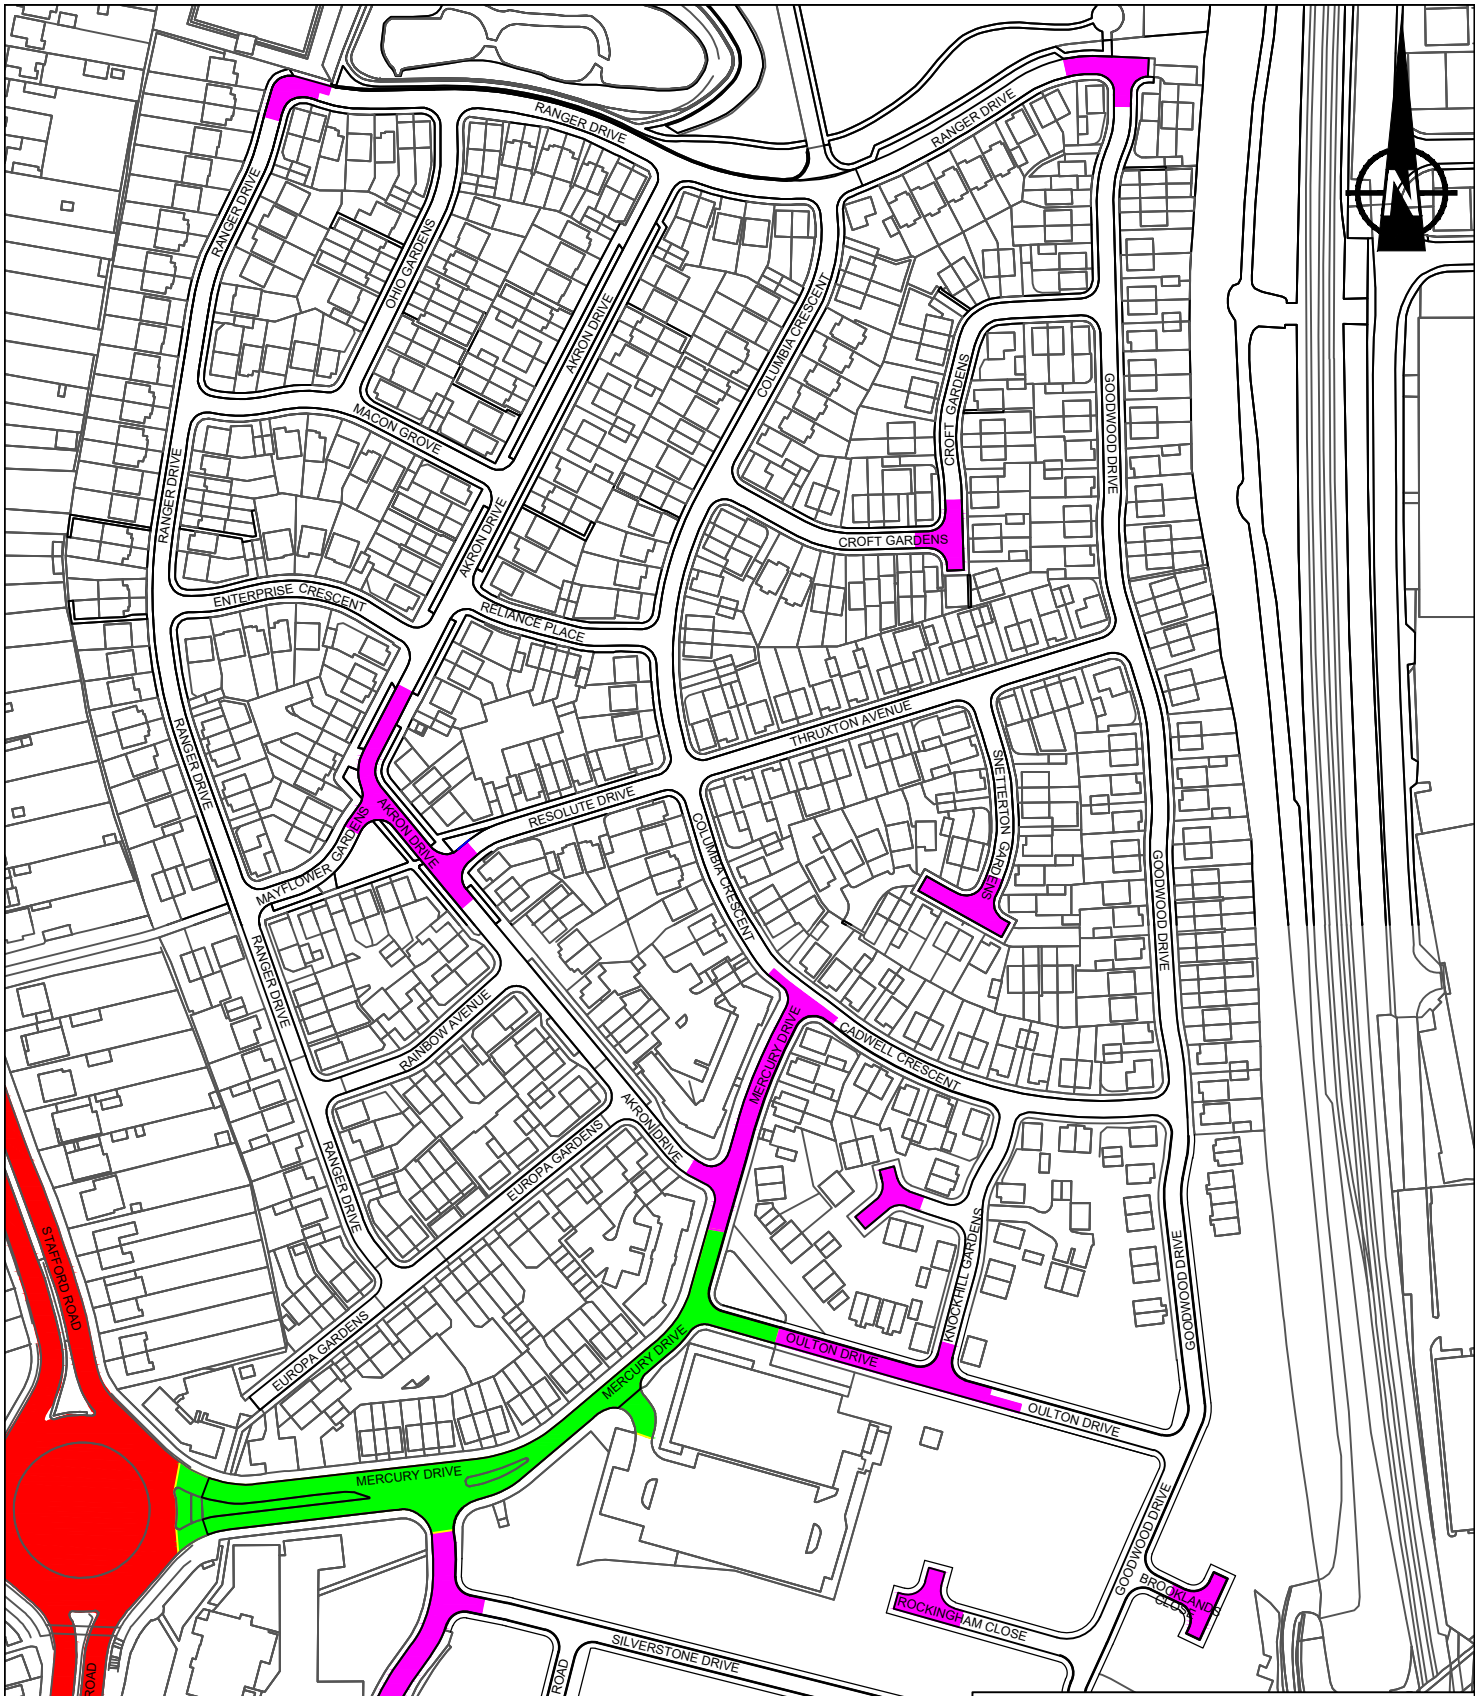 RANGER DRIVE
RANGER DRIVE
RANGER DRIVE
OHIO GARDENS
AKRON DRIVE
COLUMBIA CRESCENT
CROFT GARDENS
GOODWOOD DRIVE
MACON GROVE
RANGER DRIVE
AKRON DRIVE
CROFT GARDENS
ENTERPRISE CRESCENT
RELIANCE PLACE
RANGER DRIVE
THRUXTON AVENUE
SNETTERTON GARDENS
RESOLUTE DRIVE
AKRON DRIVE
MAYFLOWER GARDENS
COLUMBIA CRESCENT
GOODWOOD DRIVE
RANGER DRIVE
RAINBOW AVENUE
MERCURY DRIVE
CADWELL CRESCENT
AKRON DRIVE
EUROPA GARDENS
RANGER DRIVE
KNOCKHILL GARDENS
GOODWOOD DRIVE
STAFFORD ROAD
EUROPA GARDENS
MERCURY DRIVE
OULTON DRIVE
OULTON DRIVE
MERCURY DRIVE
GOODWOOD DRIVE
BROOKLANDS
CLOSE
ROCKINGHAM CLOSE
SILVERSTONE DRIVE
ROAD
ROAD
N